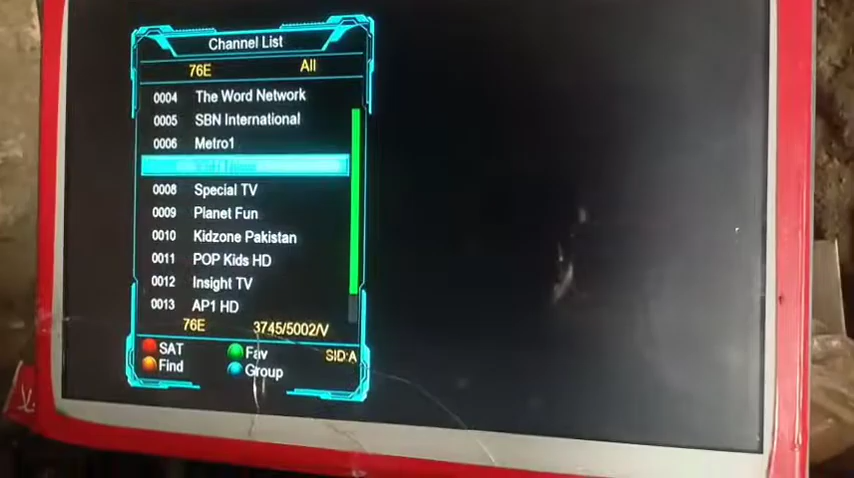 Channel List
76E All
0004 The Word Network
0005 SBN International
0006 Metro1
0008 Special TV
0009 Planet Fun
0010 Kidzone Pakistan
0011 POP Kids HD
0012 Insight TV
0013 AP1 HD
76E 3745/5002/V
SAT Fav SID:A
Find Group